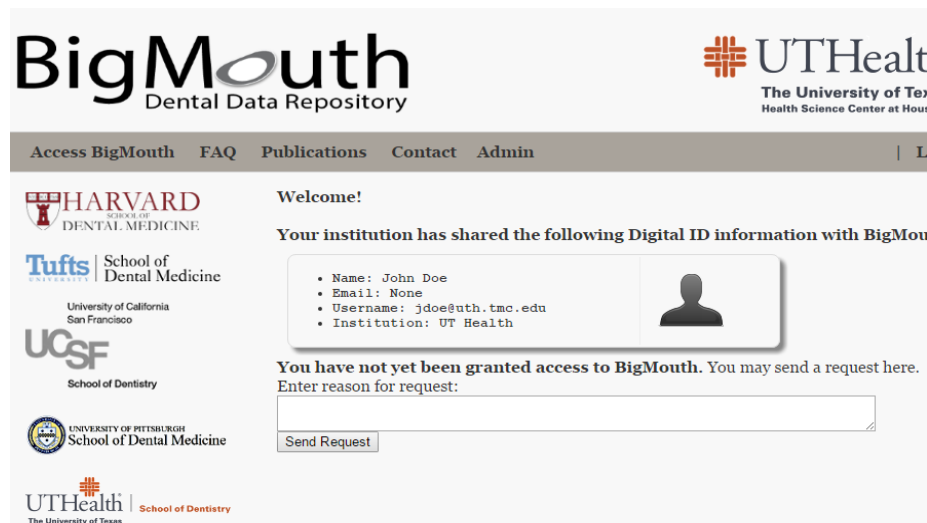 BigMouth
Dental Data Repository
UTHealt
The University of Tex
Health Science Center at Hous
Access BigMouth FAQ Publications Contact Admin | L
HARVARD
SCHOOL OF
DENTAL MEDICINE
Tufts School of
UNIVERSITY Dental Medicine
University of California
San Francisco
UCSF
School of Dentistry
UNIVERSITY OF PITTSBURGH
School of Dental Medicine
UTHealth School of Dentistry
The University of Texas
Welcome!
Your institution has shared the following Digital ID information with BigMou
• Name: John Doe
• Email: None
• Username: jdoe@uth.tmc.edu
• Institution: UT Health
You have not yet been granted access to BigMouth. You may send a request here.
Enter reason for request:
Send Request